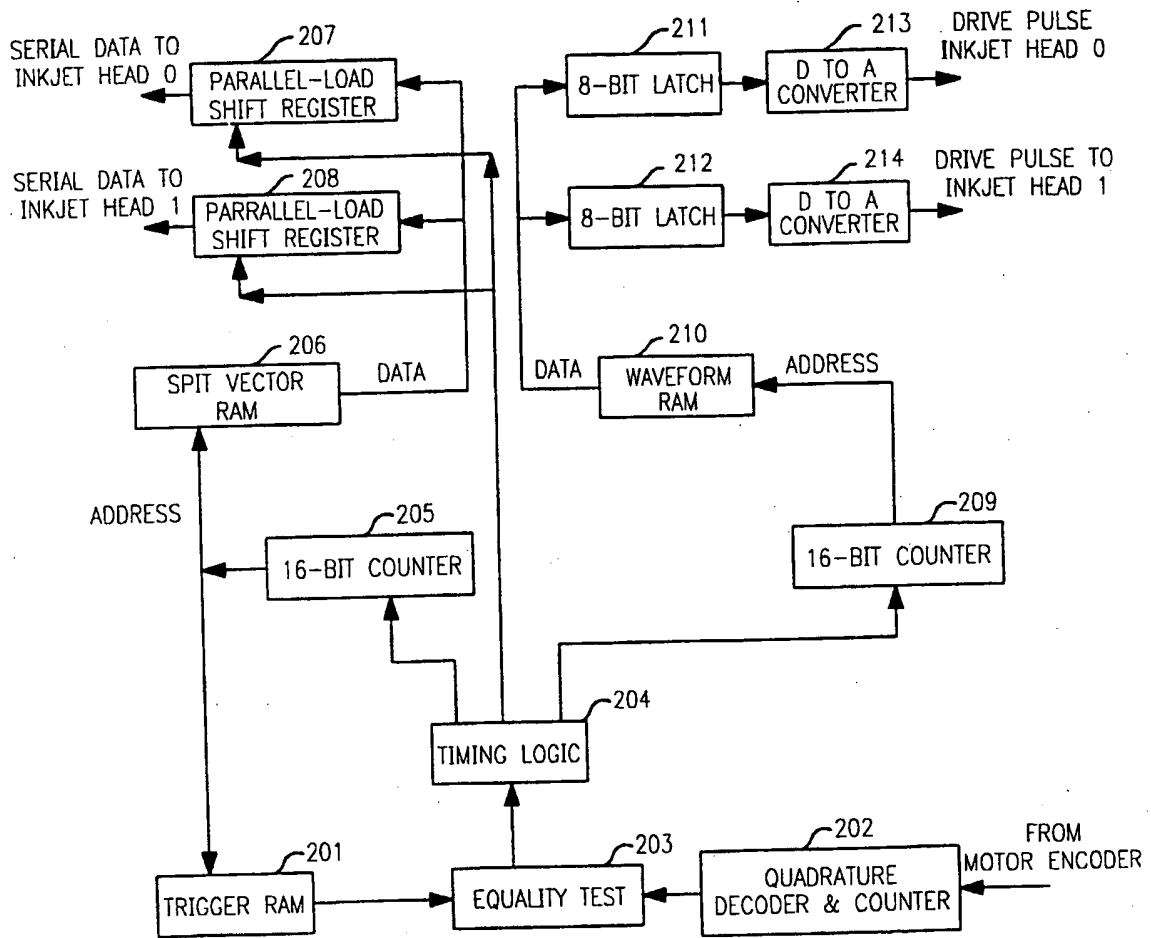 207
SERIAL DATA TO
INKJET HEAD 0
PARALLEL-LOAD
SHIFT REGISTER
211
8-BIT LATCH
213
D TO A
CONVERTER
DRIVE PULSE
INKJET HEAD 0
SERIAL DATA TO
INKJET HEAD 1
208
PARRALLEL-LOAD
SHIFT REGISTER
212
8-BIT LATCH
214
D TO A
CONVERTER
DRIVE PULSE TO
INKJET HEAD 1
206
SPIT VECTOR
RAM
DATA
DATA
210
WAVEFORM
RAM
ADDRESS
ADDRESS
205
16-BIT COUNTER
209
16-BIT COUNTER
204
TIMING LOGIC
201
TRIGGER RAM
203
EQUALITY TEST
202
QUADRATURE
DECODER & COUNTER
FROM
MOTOR ENCODER